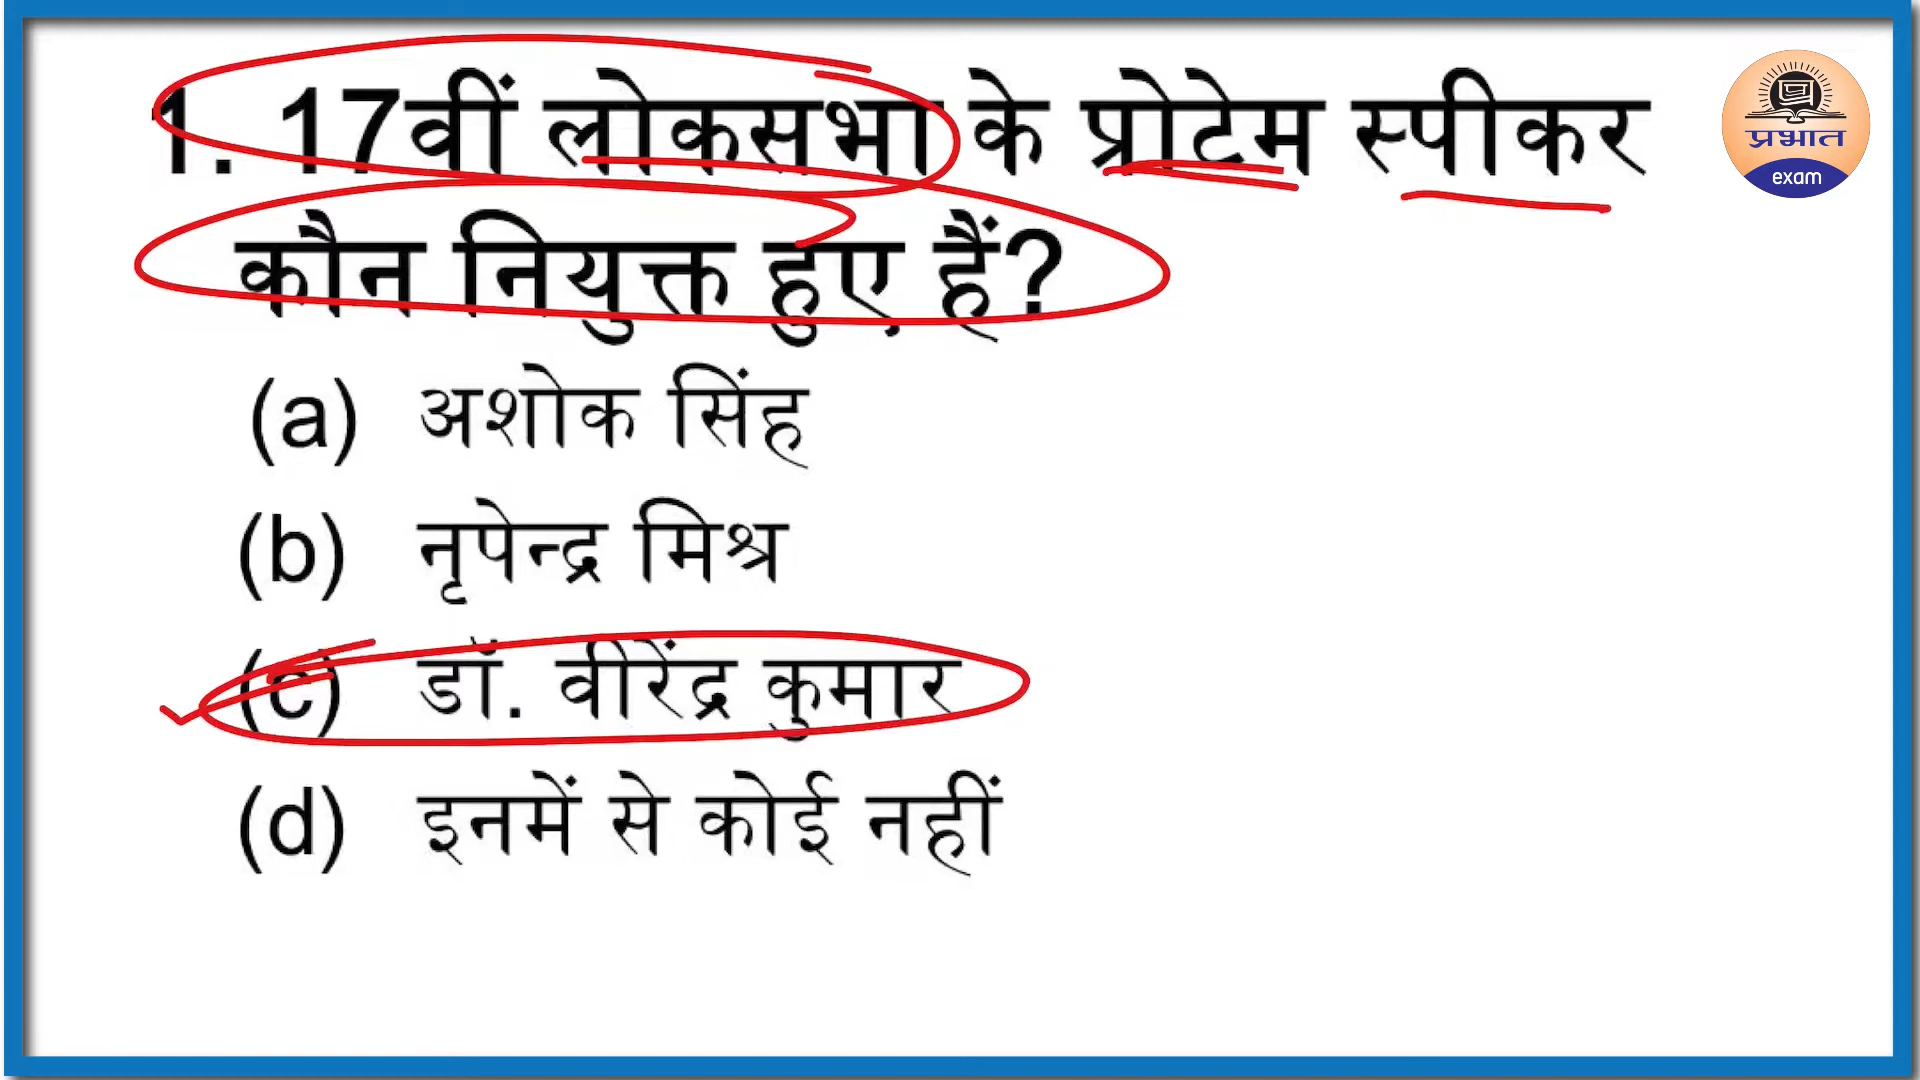 1. 17वीं लोकसभा के प्रोटेम स्पीकर
कौन नियुक्त हुए हैं?
(a) अशोक सिंह
(b) नृपेन्द्र मिश्र
(c) डॉ. वीरेंद्र कुमार
(d) इनमें से कोई नहीं
प्रभात
exam